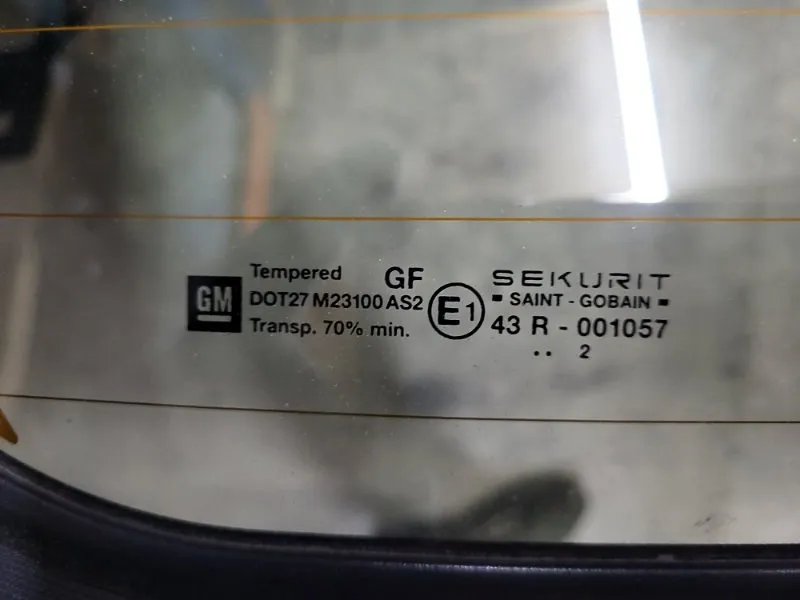 GM
Tempered GF
DOT27 M23100 AS2
Transp. 70% min.
E1
SEKURIT
SAINT - GOBAIN
43 R - 001057
.. 2